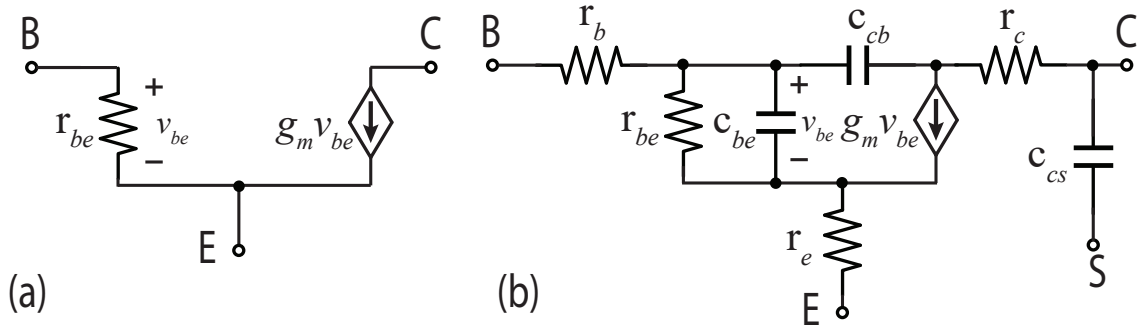 B
C
r_be
+
v_be
−
g_m v_be
E
(a)
B
r_b
c_cb
r_c
C
r_be
c_be
+
v_be
−
g_m v_be
c_cs
r_e
S
E
(b)